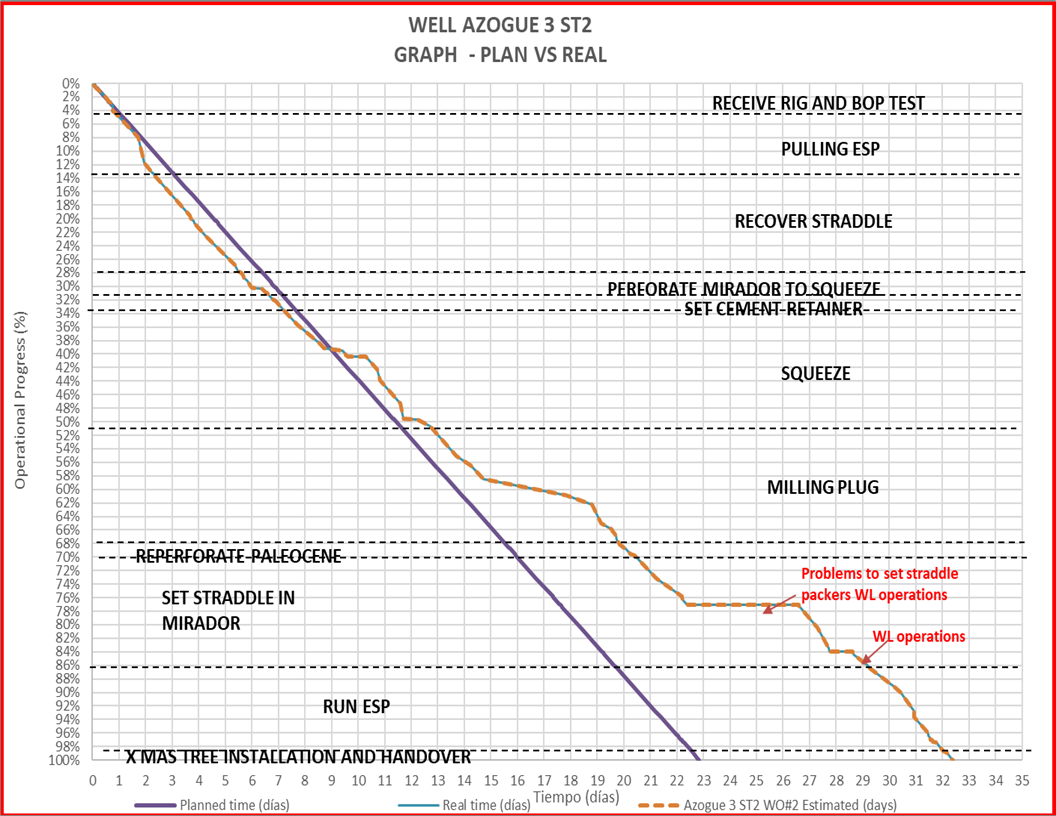 WELL AZOGUE 3 ST2
GRAPH - PLAN VS REAL
Operational Progress (%)
0%
2%
4%
6%
8%
10%
12%
14%
16%
18%
20%
22%
24%
26%
28%
30%
32%
34%
36%
38%
40%
42%
44%
46%
48%
50%
52%
54%
56%
58%
60%
62%
64%
66%
68%
70%
72%
74%
76%
78%
80%
82%
84%
86%
88%
90%
92%
94%
96%
98%
100%
RECEIVE RIG AND BOP TEST
PULLING ESP
RECOVER STRADDLE
PEREORATE MIRADOR TO SQUEEZE
SET CEMENT RETAINER
SQUEEZE
MILLING PLUG
REPERFORATE PALEOCENE
Problems to set straddle
packers WL operations
SET STRADDLE IN
MIRADOR
WL operations
RUN ESP
X MAS TREE INSTALLATION AND HANDOVER
0 1 2 3 4 5 6 7 8 9 10 11 12 13 14 15 16 17 18 19 20 21 22 23 24 25 26 27 28 29 30 31 32 33 34 35
Tiempo (días)
Planned time (días) Real time (días) Azogue 3 ST2 WO#2 Estimated (days)